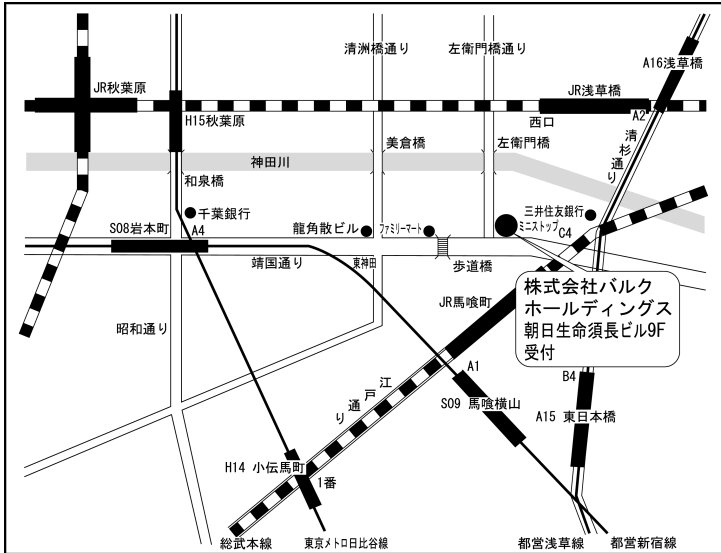 清洲橋通り
左衛門橋通り
A16浅草橋
JR秋葉原
JR浅草橋
H15秋葉原
西口
A2
清杉通り
美倉橋
左衛門橋
神田川
和泉橋
千葉銀行
三井住友銀行
S08岩本町
A4
龍角散ビル
ファミリーマート
ミニストップ
C4
靖国通り
東神田
歩道橋
株式会社バルク
ホールディングス
朝日生命須長ビル9F
受付
JR馬喰町
昭和通り
A1
B4
江戸通り
S09 馬喰横山
A15 東日本橋
H14 小伝馬町
1番
総武本線
東京メトロ日比谷線
都営浅草線
都営新宿線